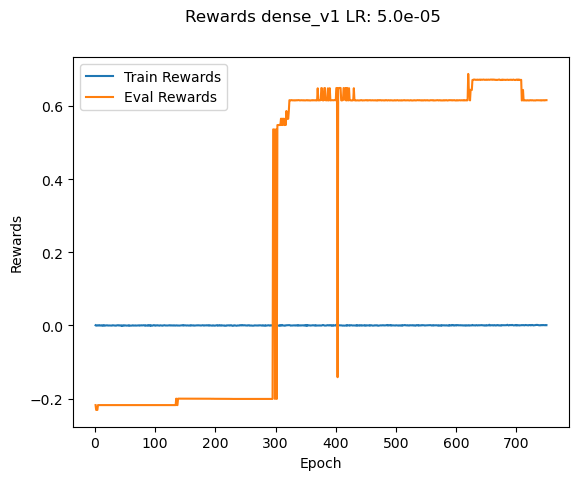 Rewards dense_v1 LR: 5.0e-05
Train Rewards
Eval Rewards
Rewards
0.6
0.4
0.2
0.0
−0.2
0 100 200 300 400 500 600 700
Epoch